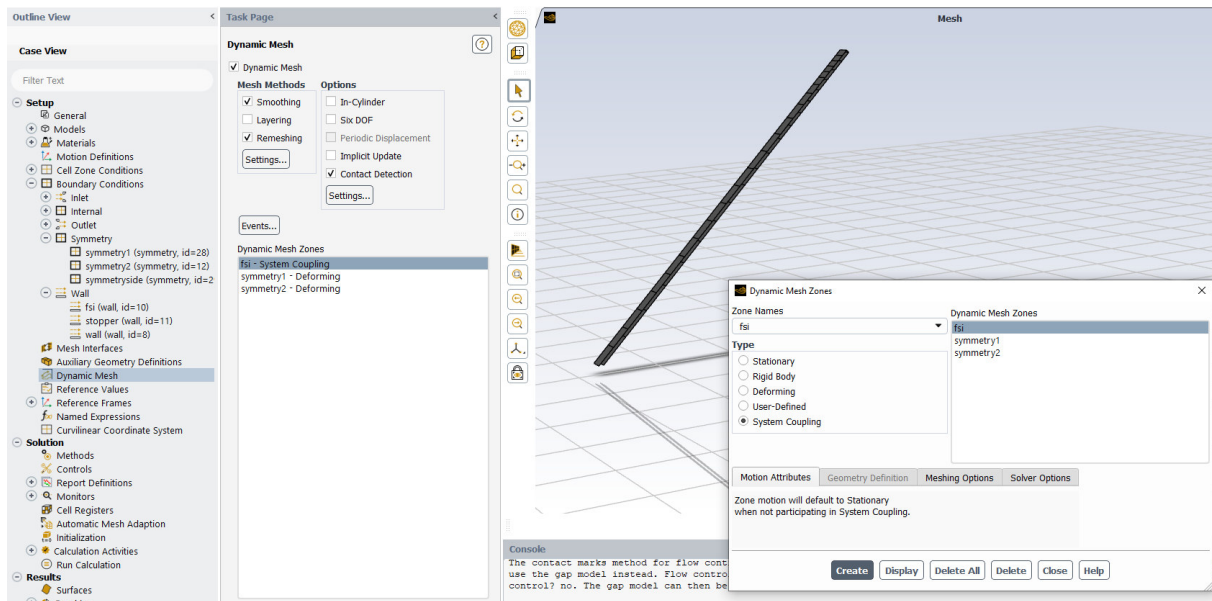 Outline View
<
Task Page
<
Mesh
Case View
Filter Text
Setup
General
Models
Materials
Motion Definitions
Cell Zone Conditions
Boundary Conditions
Inlet
Internal
Outlet
Symmetry
symmetry1 (symmetry, id=28)
symmetry2 (symmetry, id=12)
symmetryside (symmetry, id=2
Wall
fsi (wall, id=10)
stopper (wall, id=11)
wall (wall, id=8)
Mesh Interfaces
Auxiliary Geometry Definitions
Dynamic Mesh
Reference Values
Reference Frames
Named Expressions
Curvilinear Coordinate System
Solution
Methods
Controls
Report Definitions
Monitors
Cell Registers
Automatic Mesh Adaption
Initialization
Calculation Activities
Run Calculation
Results
Surfaces
Dynamic Mesh
?
Dynamic Mesh
Mesh Methods
Smoothing
Layering
Remeshing
Settings...
Options
In-Cylinder
Six DOF
Periodic Displacement
Implicit Update
Contact Detection
Settings...
Events...
Dynamic Mesh Zones
fsi - System Coupling
symmetry1 - Deforming
symmetry2 - Deforming
Dynamic Mesh Zones
Zone Names
fsi
Type
Stationary
Rigid Body
Deforming
User-Defined
System Coupling
Dynamic Mesh Zones
fsi
symmetry1
symmetry2
Motion Attributes Geometry Definition Meshing Options Solver Options
Zone motion will default to Stationary
when not participating in System Coupling.
Create Display Delete All Delete Close Help
Console
The contact marks method for flow cont
use the gap model instead. Flow contro
control? no. The gap model can then be